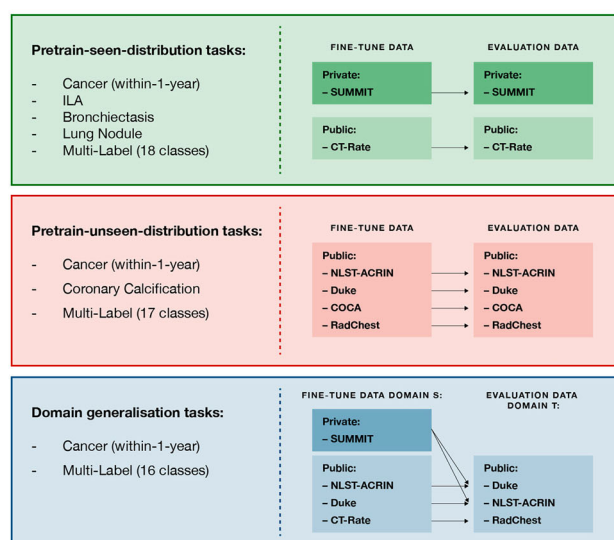 Pretrain-seen-distribution tasks:
- Cancer (within-1-year)
- ILA
- Bronchiectasis
- Lung Nodule
- Multi-Label (18 classes)
FINE-TUNE DATA
Private:
– SUMMIT
Public:
– CT-Rate
EVALUATION DATA
Private:
– SUMMIT
Public:
– CT-Rate
Pretrain-unseen-distribution tasks:
- Cancer (within-1-year)
- Coronary Calcification
- Multi-Label (17 classes)
FINE-TUNE DATA
Public:
– NLST-ACRIN
– Duke
– COCA
– RadChest
EVALUATION DATA
Public:
– NLST-ACRIN
– Duke
– COCA
– RadChest
Domain generalisation tasks:
- Cancer (within-1-year)
- Multi-Label (16 classes)
FINE-TUNE DATA DOMAIN S:
Private:
– SUMMIT
Public:
– NLST-ACRIN
– Duke
– CT-Rate
EVALUATION DATA
DOMAIN T:
Public:
– Duke
– NLST-ACRIN
– RadChest